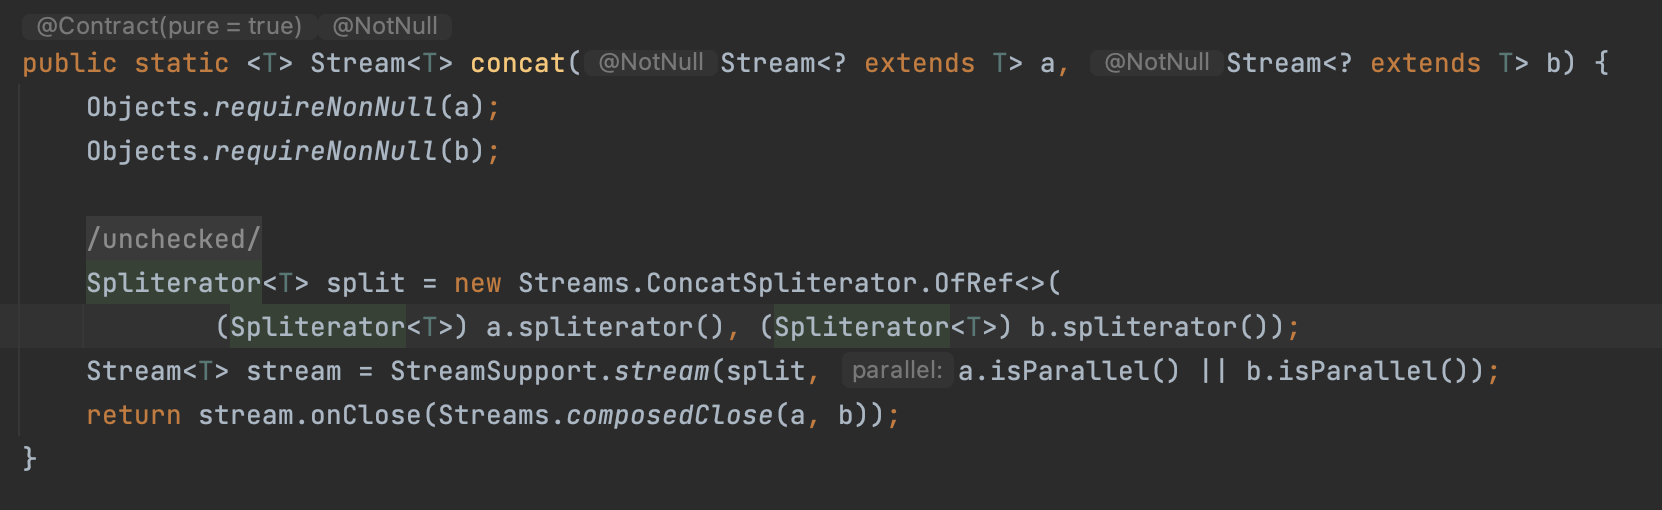 @Contract(pure = true) @NotNull
public static <T> Stream<T> concat( @NotNull Stream<? extends T> a, @NotNull Stream<? extends T> b) {
Objects.requireNonNull(a);
Objects.requireNonNull(b);
/unchecked/
Spliterator<T> split = new Streams.ConcatSpliterator.OfRef<>(
(Spliterator<T>) a.spliterator(), (Spliterator<T>) b.spliterator());
Stream<T> stream = StreamSupport.stream(split, parallel: a.isParallel() || b.isParallel());
return stream.onClose(Streams.composedClose(a, b));
}